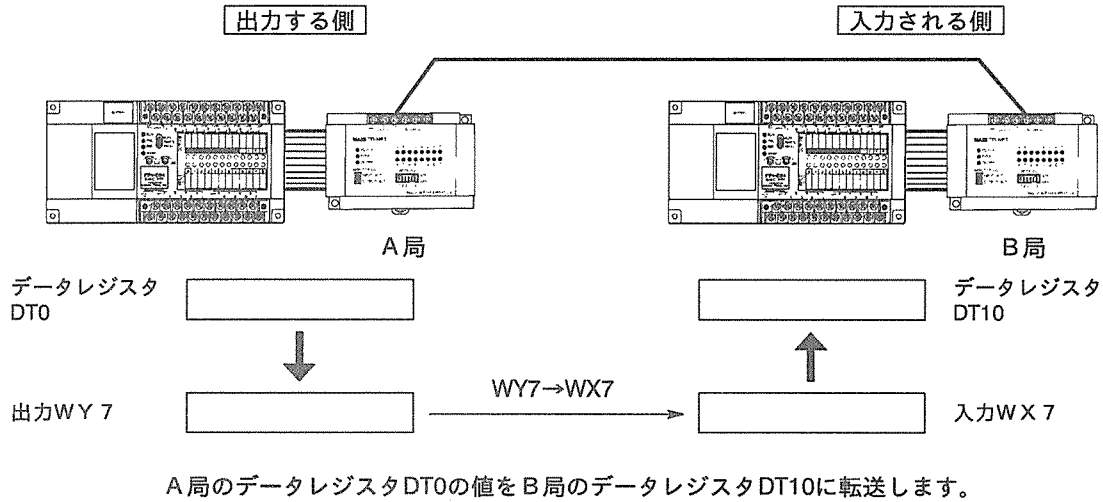 出力する側
入力される側
A局
B局
データレジスタ
DT0
データレジスタ
DT10
出力WY7
WY7→WX7
入力WX7
A局のデータレジスタDT0の値をB局のデータレジスタDT10に転送します。